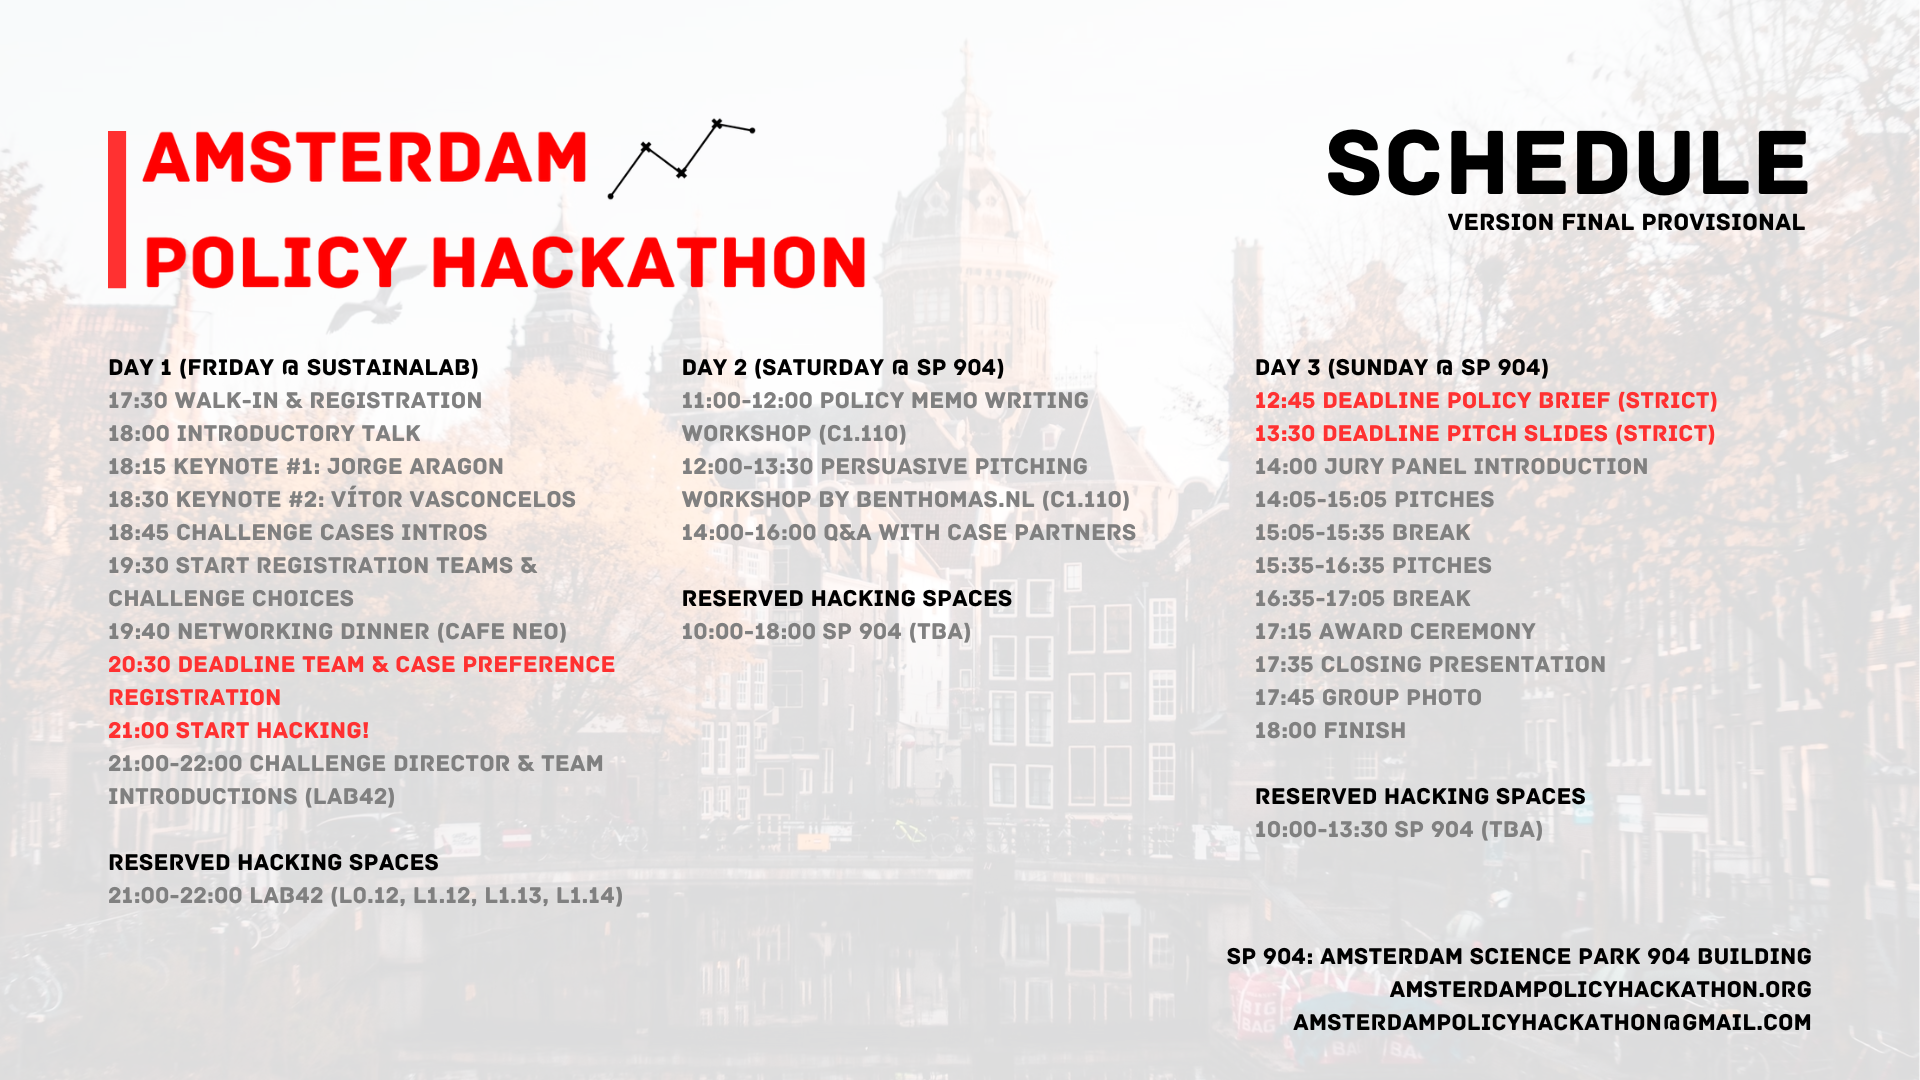 AMSTERDAM
POLICY HACKATHON
SCHEDULE
VERSION FINAL PROVISIONAL
DAY 1 (FRIDAY @ SUSTAINALAB)
17:30 WALK-IN & REGISTRATION
18:00 INTRODUCTORY TALK
18:15 KEYNOTE #1: JORGE ARAGON
18:30 KEYNOTE #2: VÍTOR VASCONCELOS
18:45 CHALLENGE CASES INTROS
19:30 START REGISTRATION TEAMS &
CHALLENGE CHOICES
19:40 NETWORKING DINNER (CAFE NEO)
20:30 DEADLINE TEAM & CASE PREFERENCE
REGISTRATION
21:00 START HACKING!
21:00-22:00 CHALLENGE DIRECTOR & TEAM
INTRODUCTIONS (LAB42)
RESERVED HACKING SPACES
21:00-22:00 LAB42 (L0.12, L1.12, L1.13, L1.14)
DAY 2 (SATURDAY @ SP 904)
11:00-12:00 POLICY MEMO WRITING
WORKSHOP (C1.110)
12:00-13:30 PERSUASIVE PITCHING
WORKSHOP BY BENTHOMAS.NL (C1.110)
14:00-16:00 Q&A WITH CASE PARTNERS
RESERVED HACKING SPACES
10:00-18:00 SP 904 (TBA)
DAY 3 (SUNDAY @ SP 904)
12:45 DEADLINE POLICY BRIEF (STRICT)
13:30 DEADLINE PITCH SLIDES (STRICT)
14:00 JURY PANEL INTRODUCTION
14:05-15:05 PITCHES
15:05-15:35 BREAK
15:35-16:35 PITCHES
16:35-17:05 BREAK
17:15 AWARD CEREMONY
17:35 CLOSING PRESENTATION
17:45 GROUP PHOTO
18:00 FINISH
RESERVED HACKING SPACES
10:00-13:30 SP 904 (TBA)
SP 904: AMSTERDAM SCIENCE PARK 904 BUILDING
AMSTERDAMPOLICYHACKATHON.ORG
AMSTERDAMPOLICYHACKATHON@GMAIL.COM
BIG
BAG